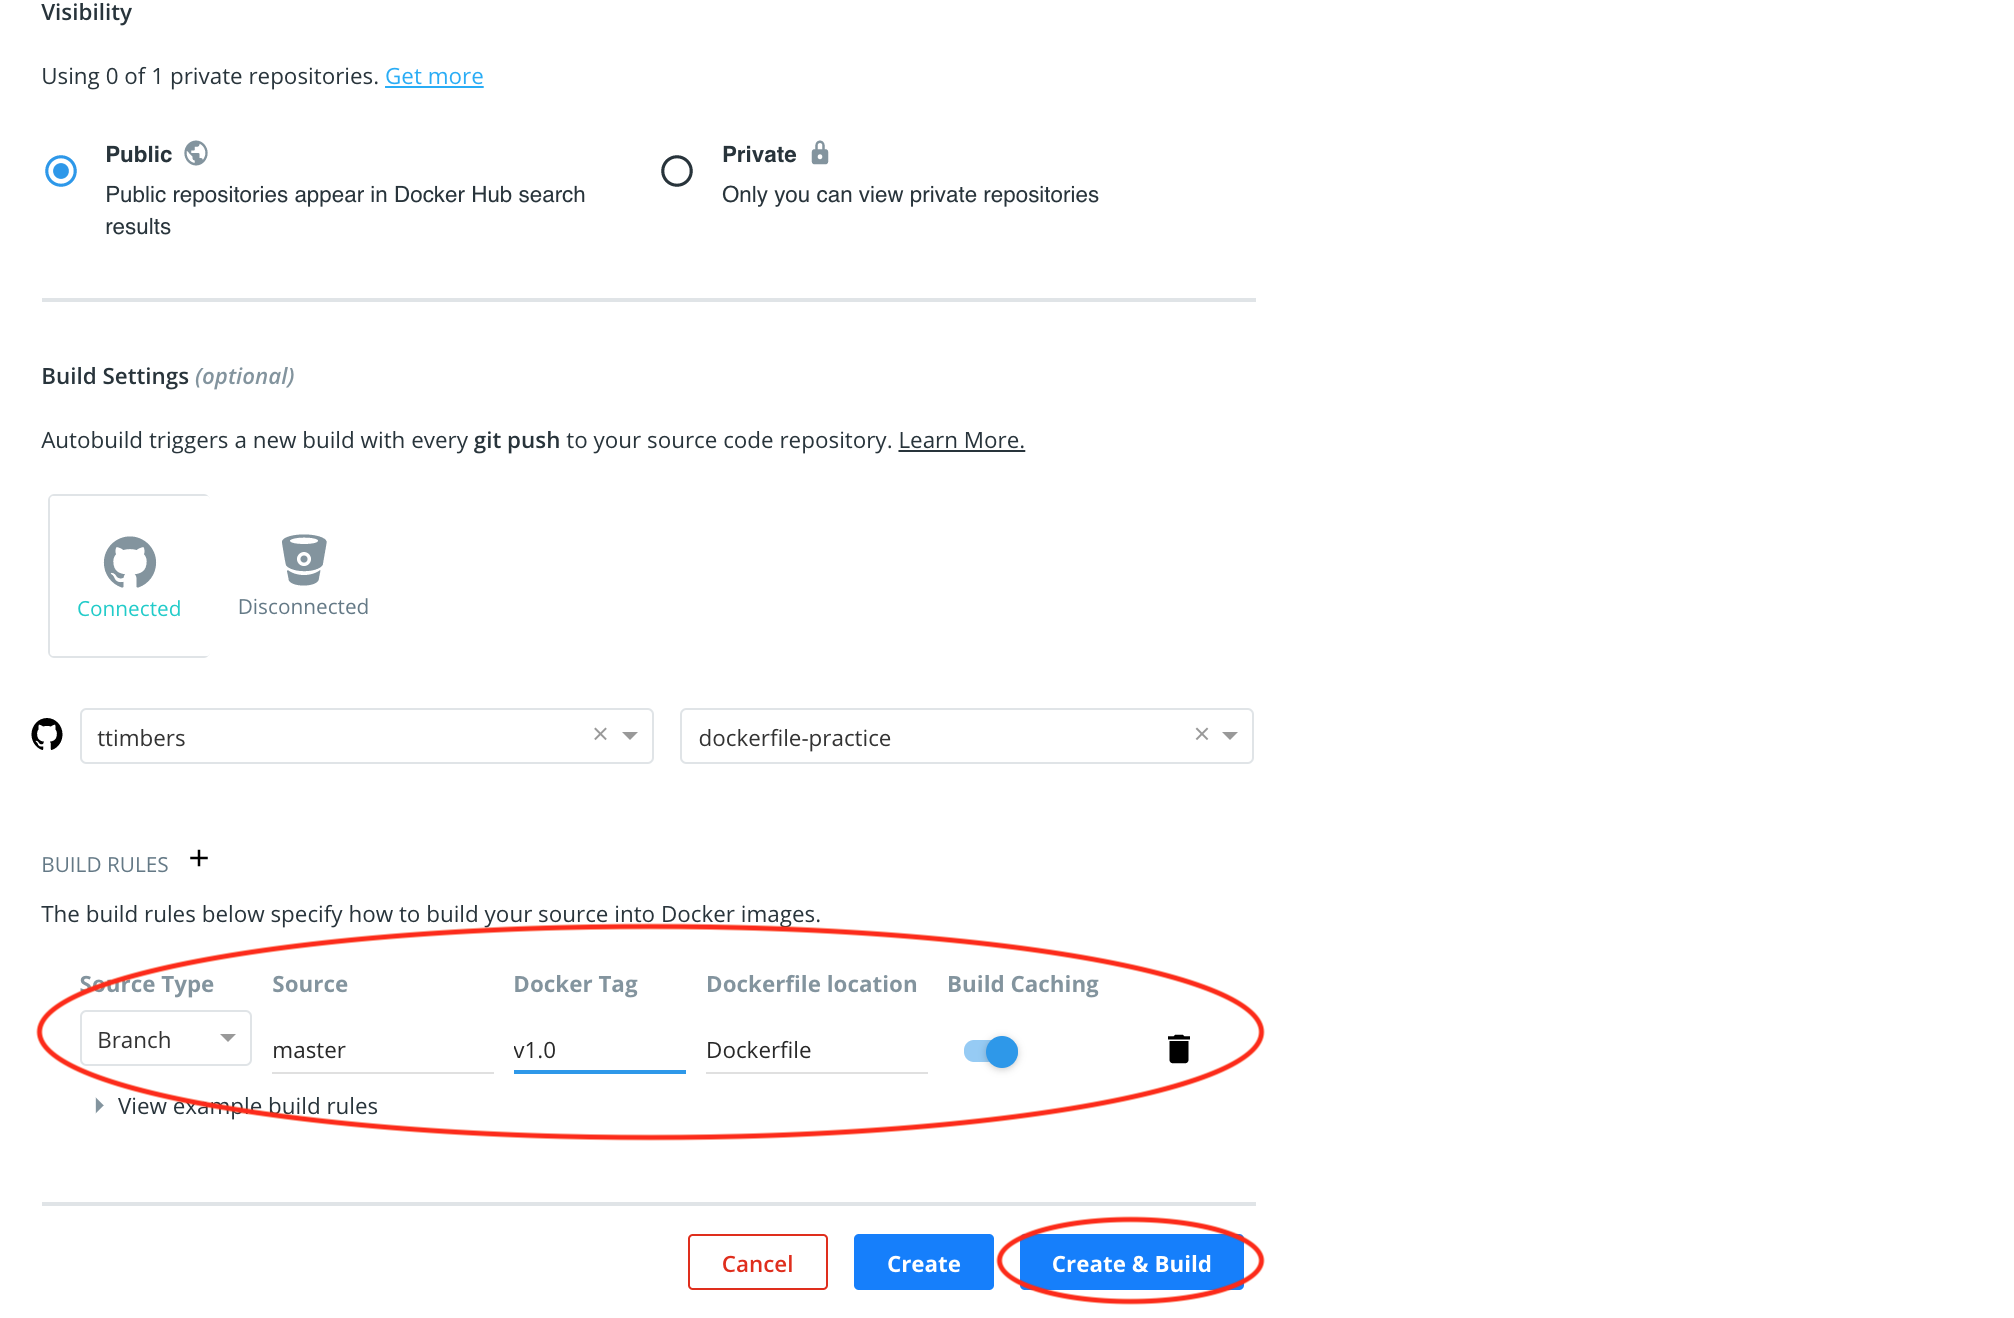 Visibility
Using 0 of 1 private repositories. Get more
Public
Public repositories appear in Docker Hub search
results
Private
Only you can view private repositories
Build Settings (optional)
Autobuild triggers a new build with every git push to your source code repository. Learn More.
Connected
Disconnected
ttimbers
dockerfile-practice
BUILD RULES +
The build rules below specify how to build your source into Docker images.
Source Type Source Docker Tag Dockerfile location Build Caching
Branch master v1.0 Dockerfile
View example build rules
Cancel Create Create & Build